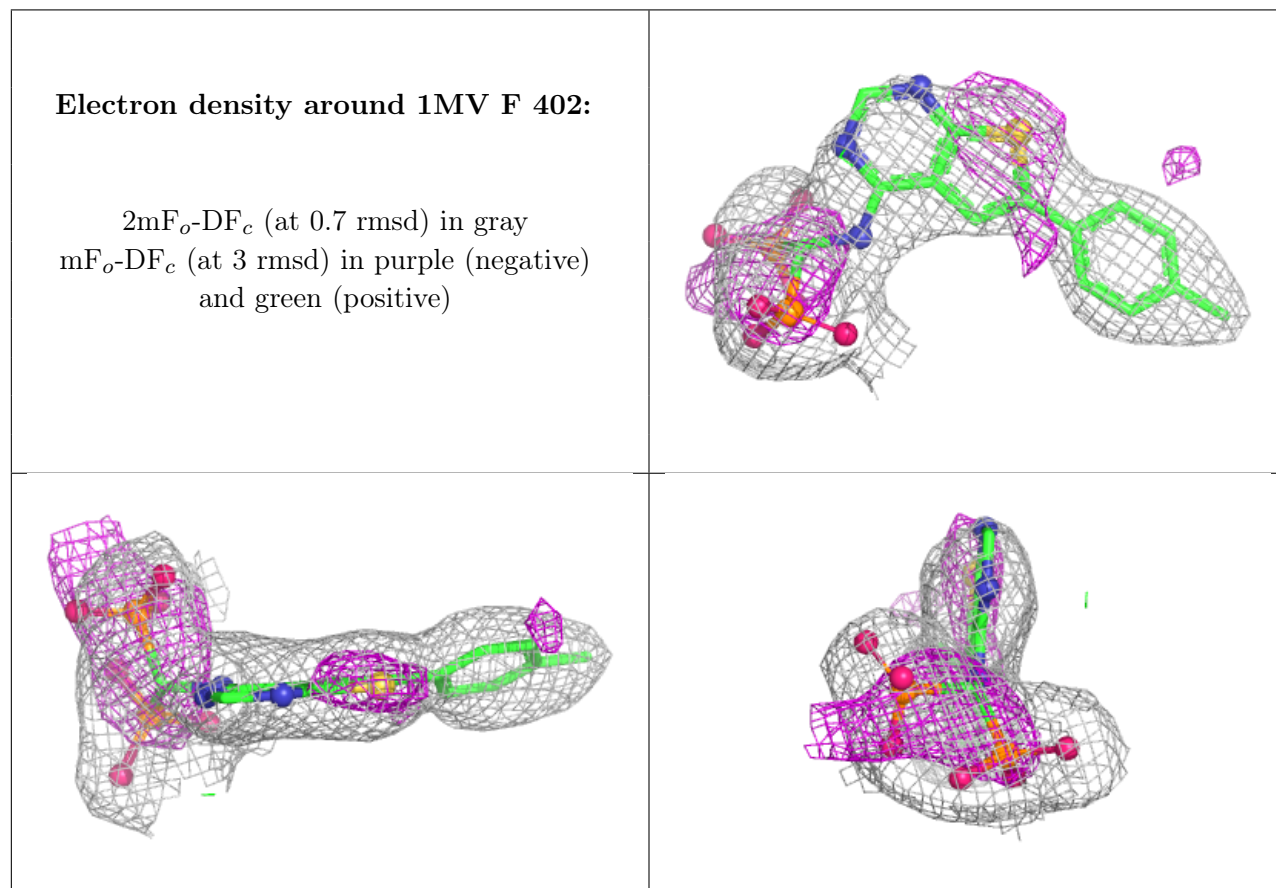 Electron density around 1MV F 402:
2mFₒ-DF𝒸 (at 0.7 rmsd) in gray
mFₒ-DF𝒸 (at 3 rmsd) in purple (negative)
and green (positive)